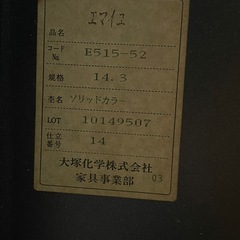 エマイユ
品名
コード No. E515-52
規格 14.3
柄名 ソリッドカラー
LOT 10149507
仕立番号 14
大塚化学株式会社
家具事業部 03